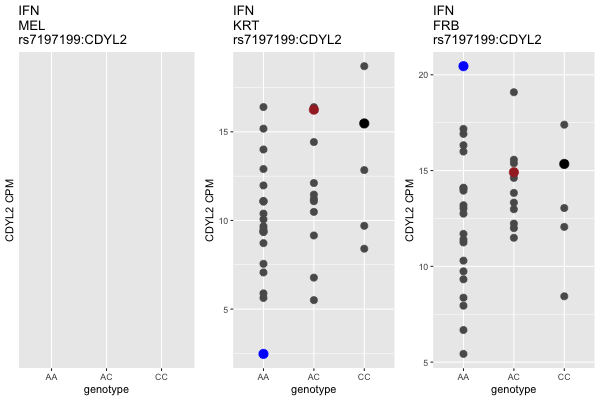 IFN
MEL
rs7197199:CDYL2
CDYL2 CPM
AA AC CC
genotype
IFN
KRT
rs7197199:CDYL2
CDYL2 CPM
15
10
5
AA AC CC
genotype
IFN
FRB
rs7197199:CDYL2
CDYL2 CPM
20
15
10
5
AA AC CC
genotype